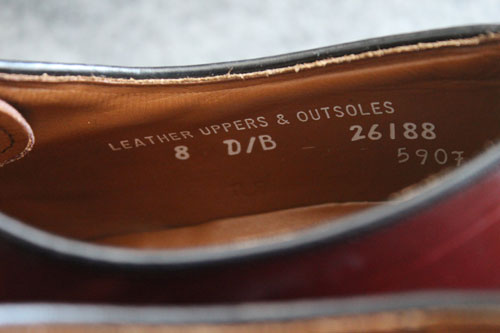 LEATHER UPPERS & OUTSOLES
8 D/B - 26188
5907